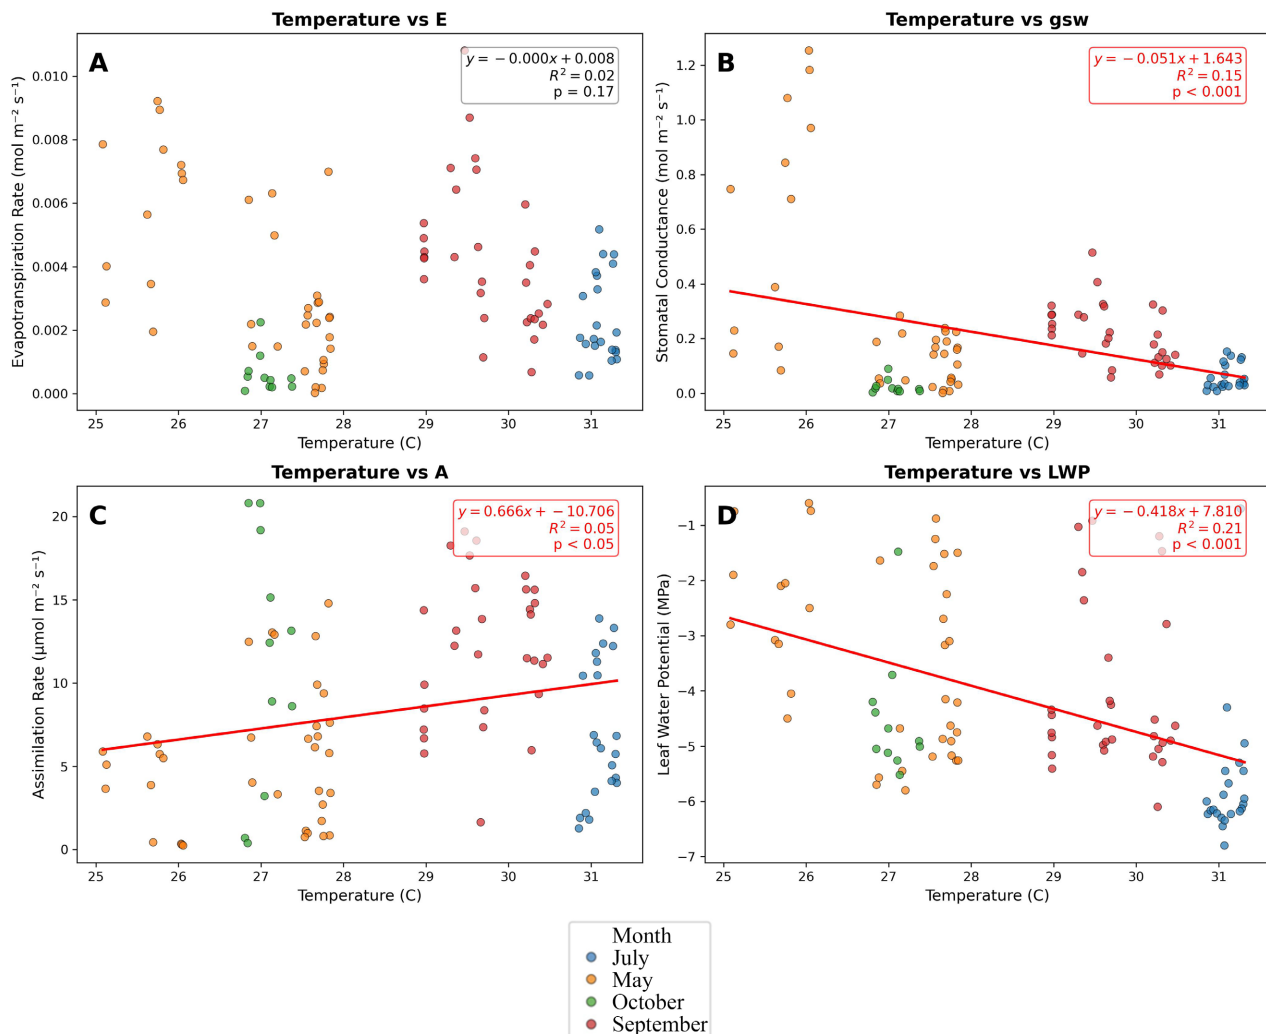 Temperature vs E
A
y = −0.000x + 0.008
R² = 0.02
p = 0.17
0.010
0.008
0.006
0.004
0.002
0.000
Evapotranspiration Rate (mol m⁻² s⁻¹)
25 26 27 28 29 30 31
Temperature (C)
Temperature vs gsw
B
y = −0.051x + 1.643
R² = 0.15
p < 0.001
1.2
1.0
0.8
0.6
0.4
0.2
0.0
Stomatal Conductance (mol m⁻² s⁻¹)
25 26 27 28 29 30 31
Temperature (C)
Temperature vs A
C
y = 0.666x + −10.706
R² = 0.05
p < 0.05
20
15
10
5
0
Assimilation Rate (μmol m⁻² s⁻¹)
25 26 27 28 29 30 31
Temperature (C)
Temperature vs LWP
D
y = −0.418x + 7.810
R² = 0.21
p < 0.001
−1
−2
−3
−4
−5
−6
−7
Leaf Water Potential (MPa)
25 26 27 28 29 30 31
Temperature (C)
Month
July
May
October
September